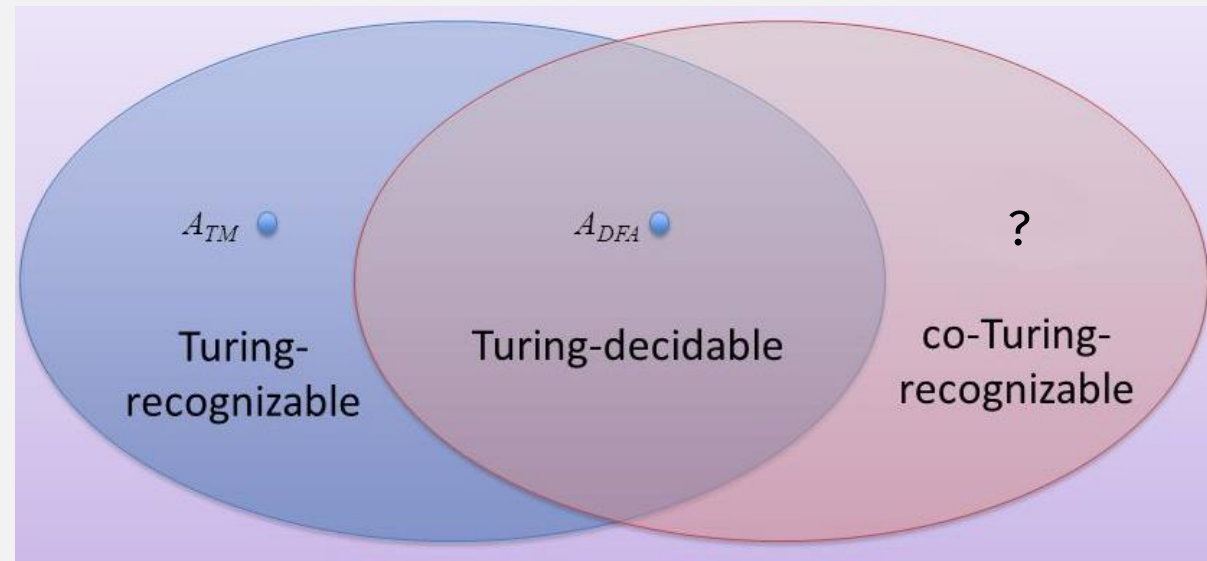 A_TM
A_DFA
?
Turing-
recognizable
Turing-decidable
co-Turing-
recognizable